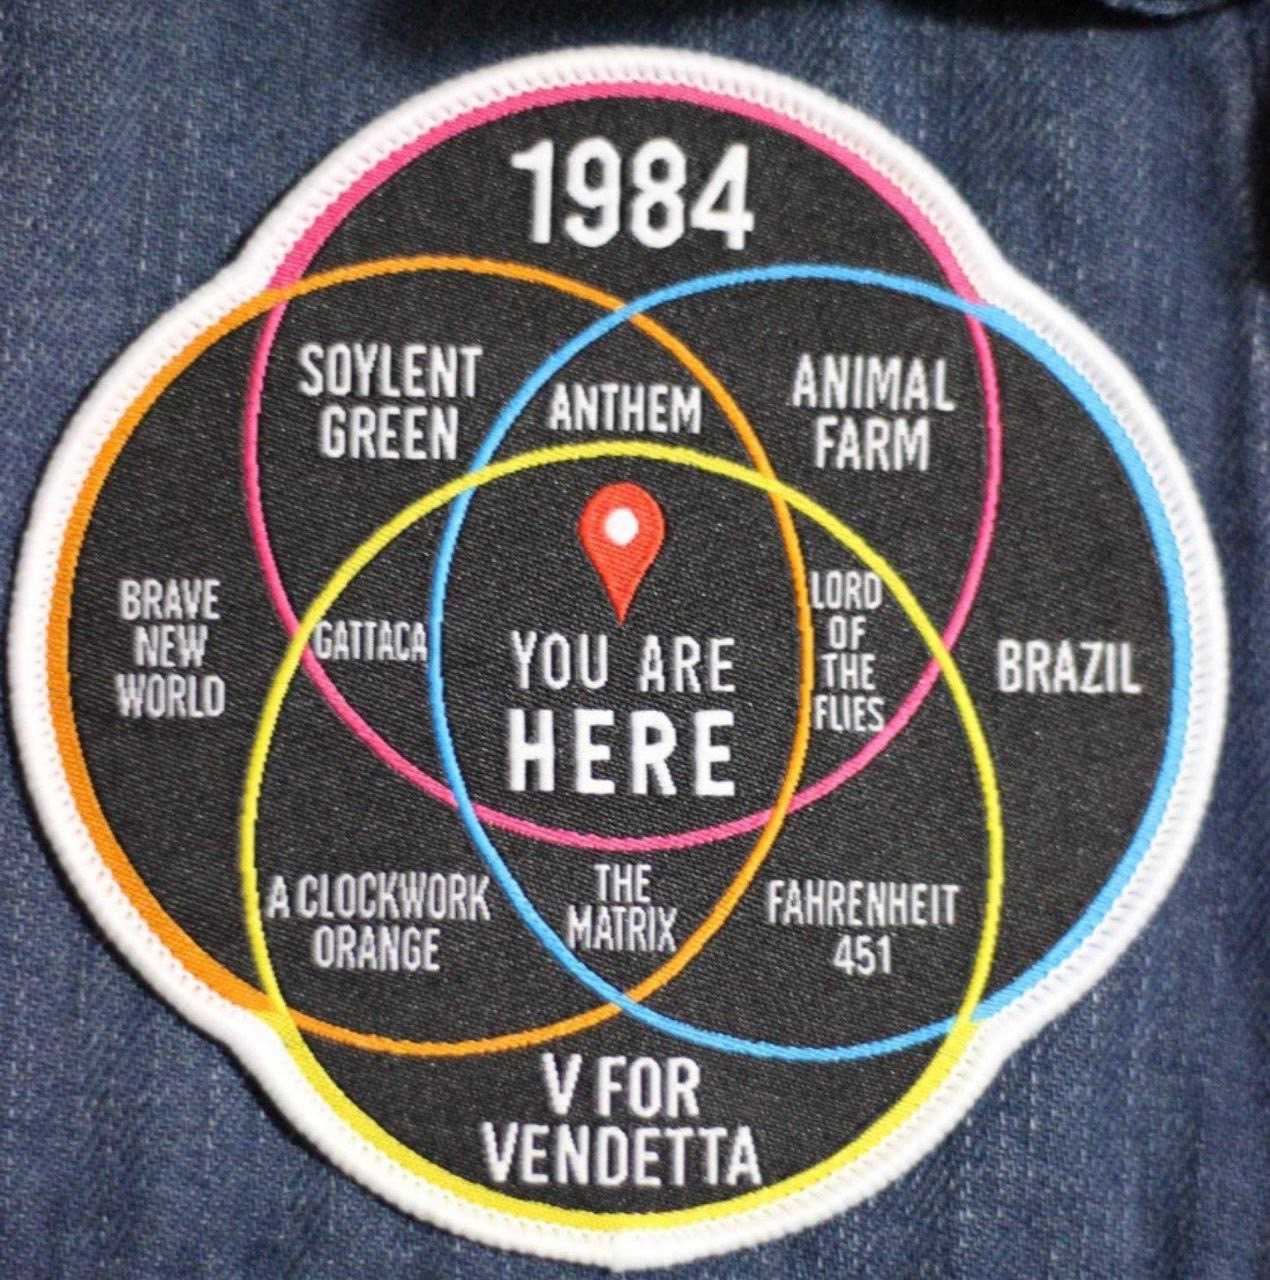 1984
SOYLENT
GREEN
ANTHEM
ANIMAL
FARM
BRAVE
NEW
WORLD
GATTACA
YOU ARE
HERE
LORD
OF
THE
FLIES
BRAZIL
A CLOCKWORK
ORANGE
THE
MATRIX
FAHRENHEIT
451
V FOR
VENDETTA